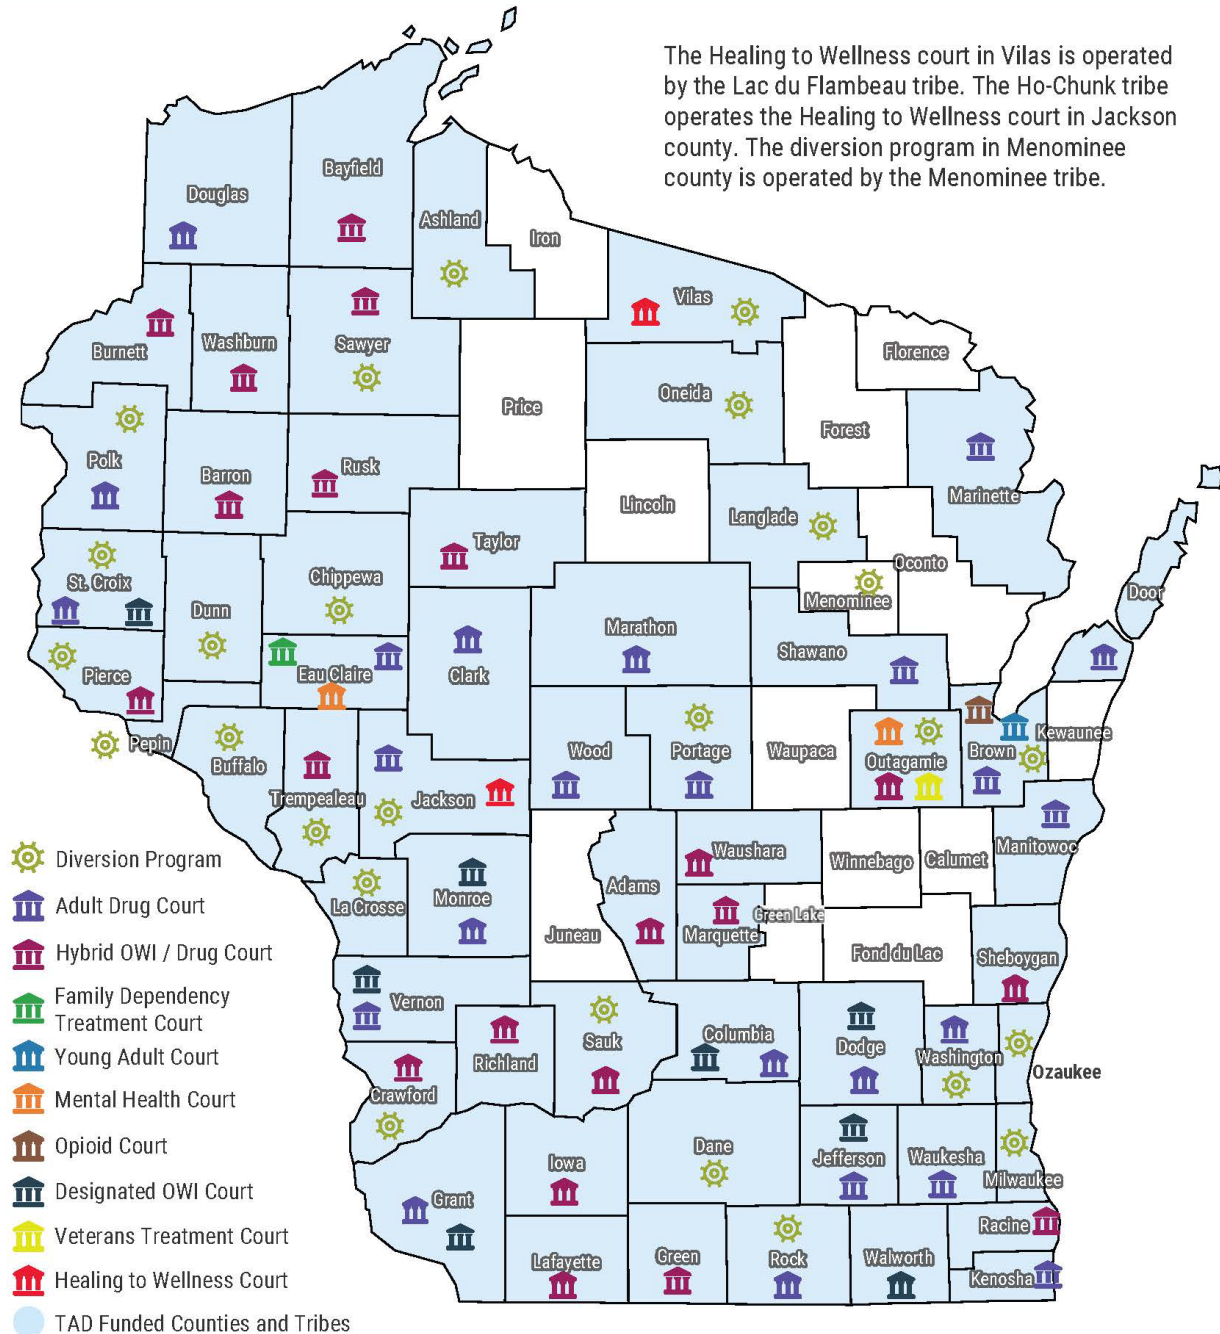 The Healing to Wellness court in Vilas is operated
by the Lac du Flambeau tribe. The Ho-Chunk tribe
operates the Healing to Wellness court in Jackson
county. The diversion program in Menominee
county is operated by the Menominee tribe.
Bayfield
Douglas
Ashland
Iron
Vilas
Burnett
Washburn
Sawyer
Florence
Oneida
Price
Forest
Polk
Barron
Rusk
Marinette
Lincoln
Langlade
Taylor
Oconto
St. Croix
Chippewa
Dunn
Menominee
Door
Marathon
Shawano
Pierce
Eau Claire
Clark
Pepin
Buffalo
Wood
Portage
Waupaca
Outagamie
Brown
Kewaunee
Trempealeau
Jackson
Waushara
Winnebago
Calumet
Manitowoc
La Crosse
Monroe
Adams
Juneau
Marquette
Green Lake
Fond du Lac
Sheboygan
Vernon
Richland
Sauk
Columbia
Dodge
Washington
Ozaukee
Crawford
Dane
Iowa
Jefferson
Waukesha
Milwaukee
Grant
Racine
Lafayette
Green
Rock
Walworth
Kenosha
Diversion Program
Adult Drug Court
Hybrid OWI / Drug Court
Family Dependency
Treatment Court
Young Adult Court
Mental Health Court
Opioid Court
Designated OWI Court
Veterans Treatment Court
Healing to Wellness Court
TAD Funded Counties and Tribes